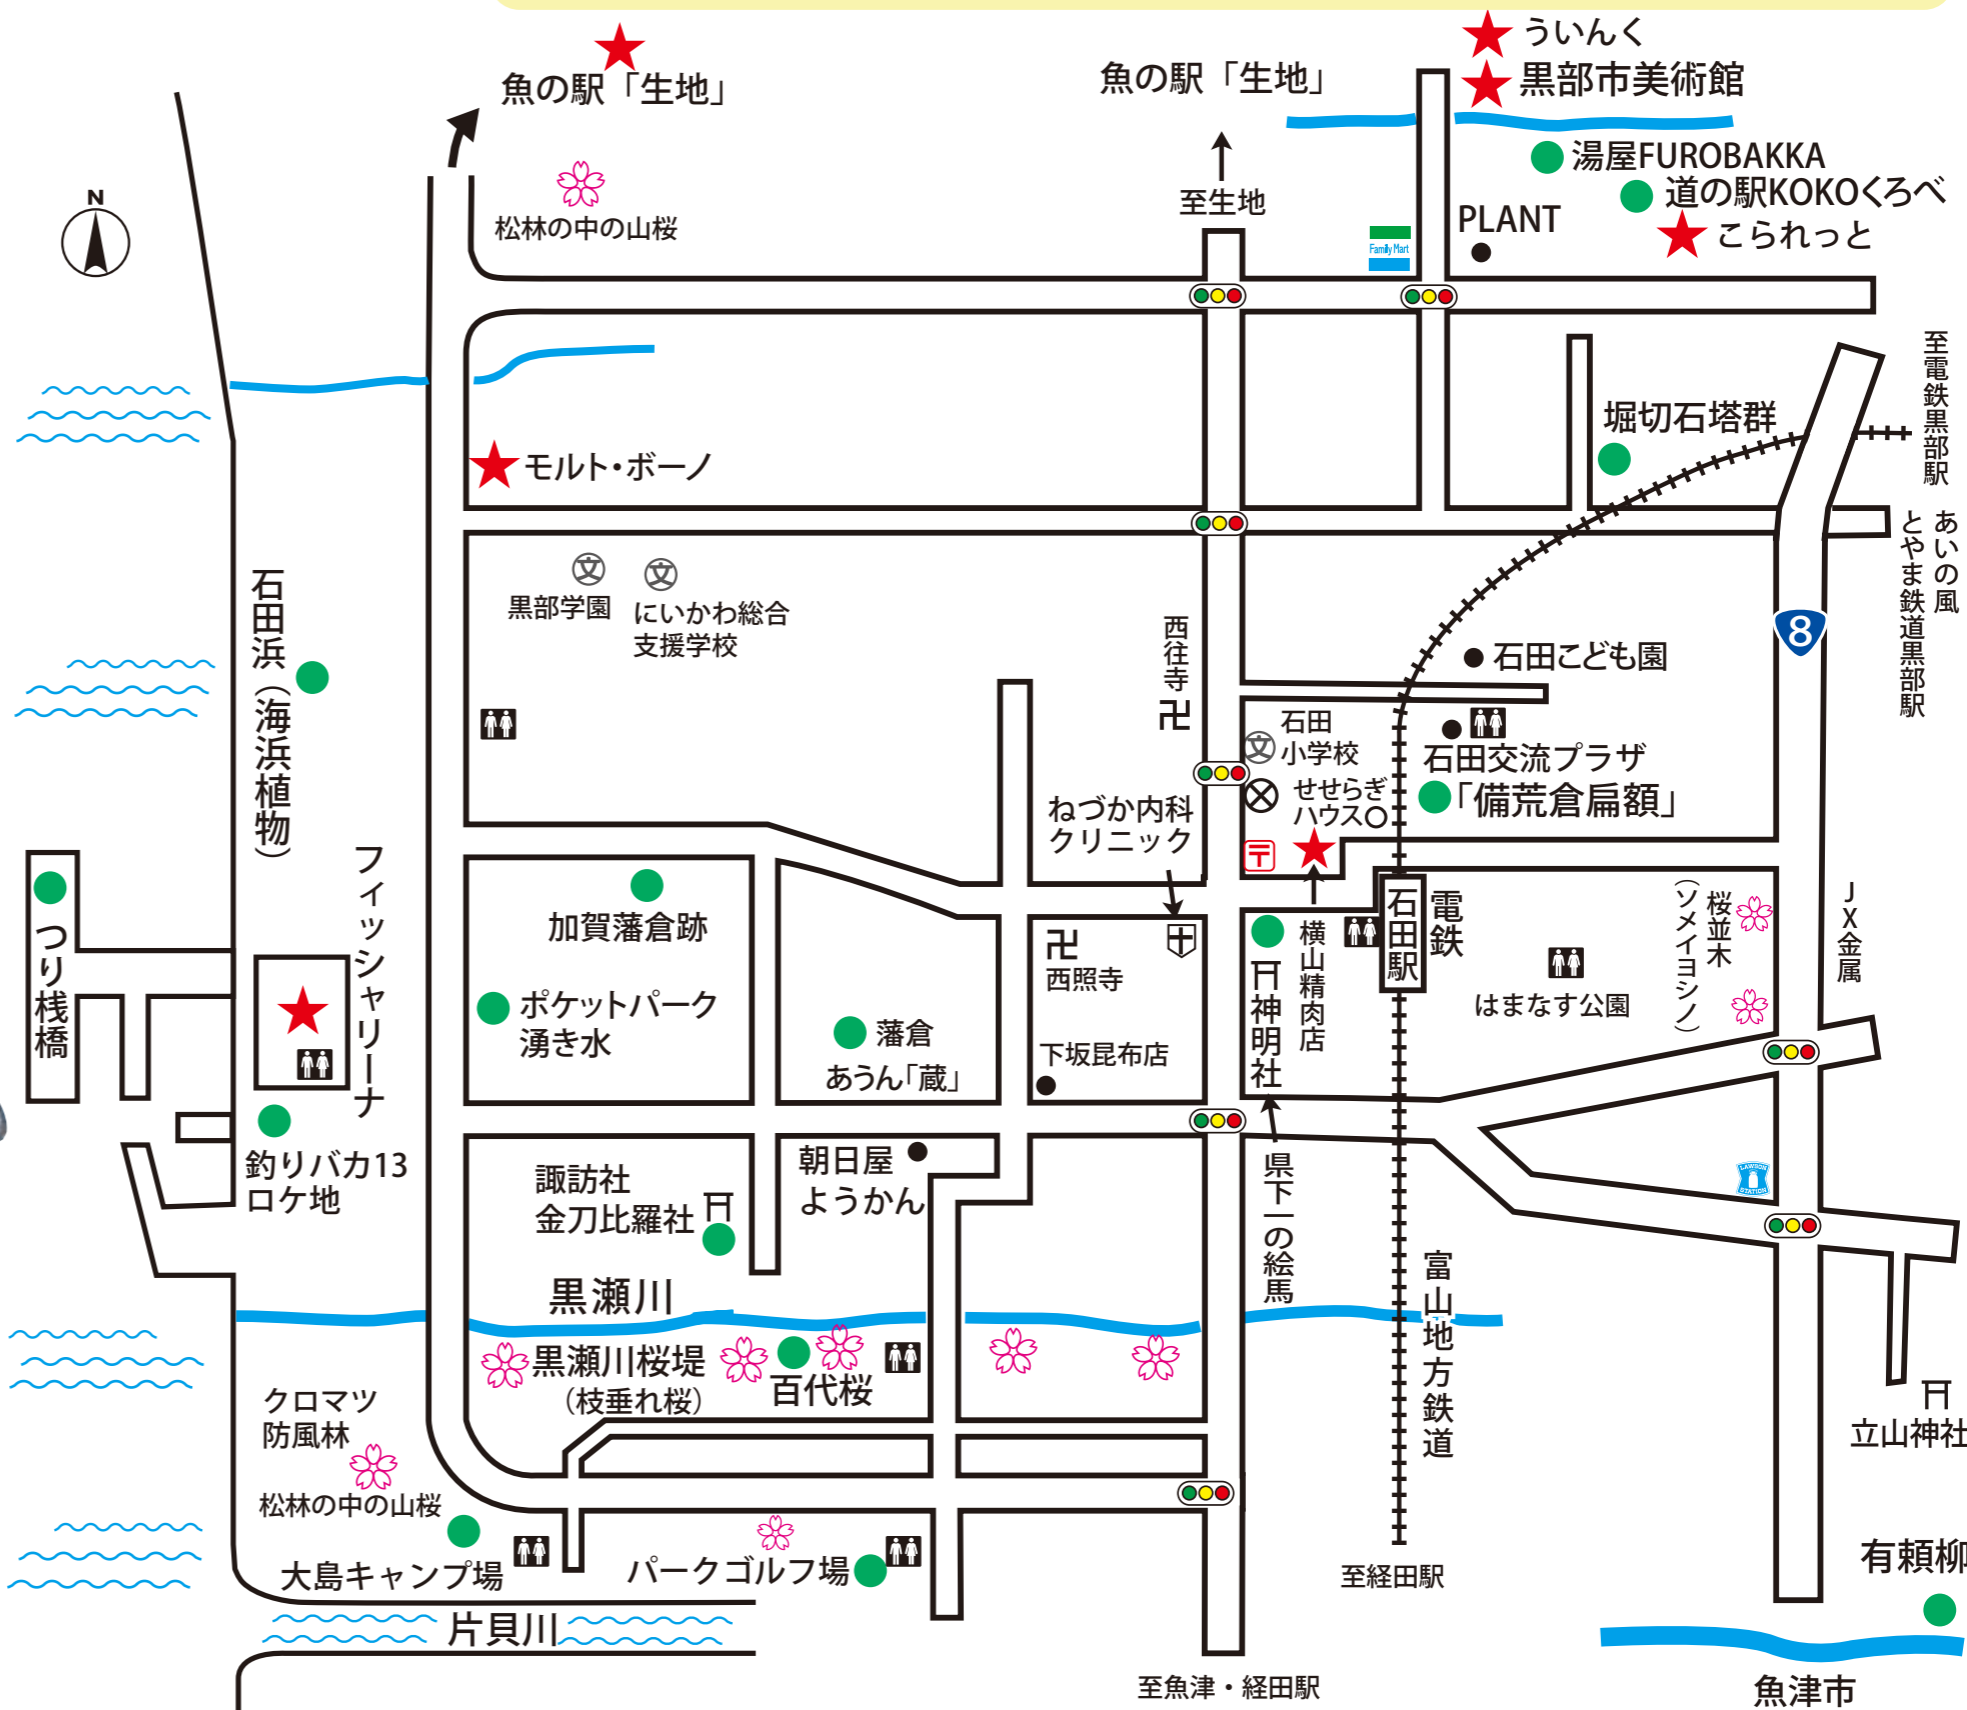 ういんく
黒部市美術館
魚の駅「生地」
魚の駅「生地」
湯屋FUROBAKKA
道の駅KOKOくろべ
こられっと
至生地
PLANT
Family Mart
N
松林の中の山桜
至電鉄黒部駅
堀切石塔群
モルト・ボーノ
あいの風
とやま鉄道黒部駅
石田浜(海浜植物)
文
黒部学園
文
にいかわ総合
支援学校
西往寺
8
石田こども園
文
石田
小学校
石田交流プラザ
「備荒倉扁額」
せせらぎ
ハウス
ねづか内科
クリニック
フィッシャリーナ
つり桟橋
加賀藩倉跡
西照寺
神明社
横山精肉店
石田駅
電鉄
桜並木
(ソメイヨシノ)
JX金属
はまなす公園
ポケットパーク
湧き水
藩倉
あうん「蔵」
下坂昆布店
釣りバカ13
ロケ地
諏訪社
金刀比羅社
朝日屋
ようかん
県下一の絵馬
LAWSON
STATION
富山地方鉄道
黒瀬川
黒瀬川桜堤
(枝垂れ桜)
百代桜
クロマツ
防風林
松林の中の山桜
立山神社
大島キャンプ場
パークゴルフ場
至経田駅
有頼柳
片貝川
至魚津・経田駅
魚津市